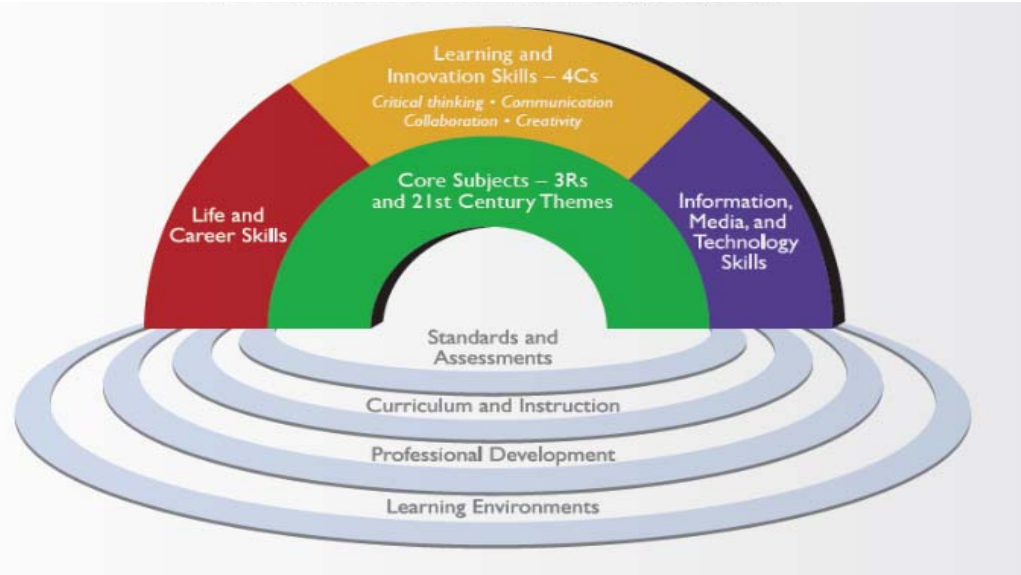 Learning and
Innovation Skills – 4Cs
Critical thinking • Communication
Collaboration • Creativity
Core Subjects – 3Rs
and 21st Century Themes
Life and
Career Skills
Information,
Media, and
Technology
Skills
Standards and
Assessments
Curriculum and Instruction
Professional Development
Learning Environments